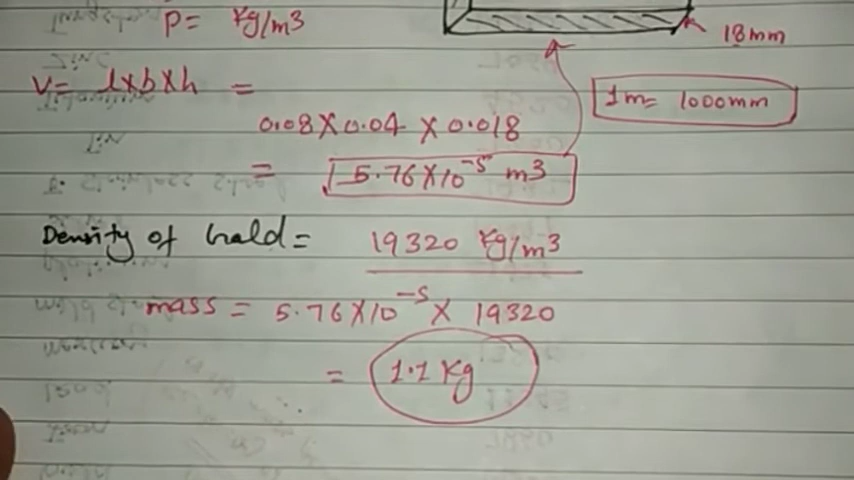 P= Kg/m3
18mm
V= l×b×h =
1m= 1000mm
0.08×0.04 ×0.018
= 5.76×10⁻⁵ m3
Density of Gold = 19320 Kg/m3
mass = 5.76×10⁻⁵× 19320
= 1.1 Kg